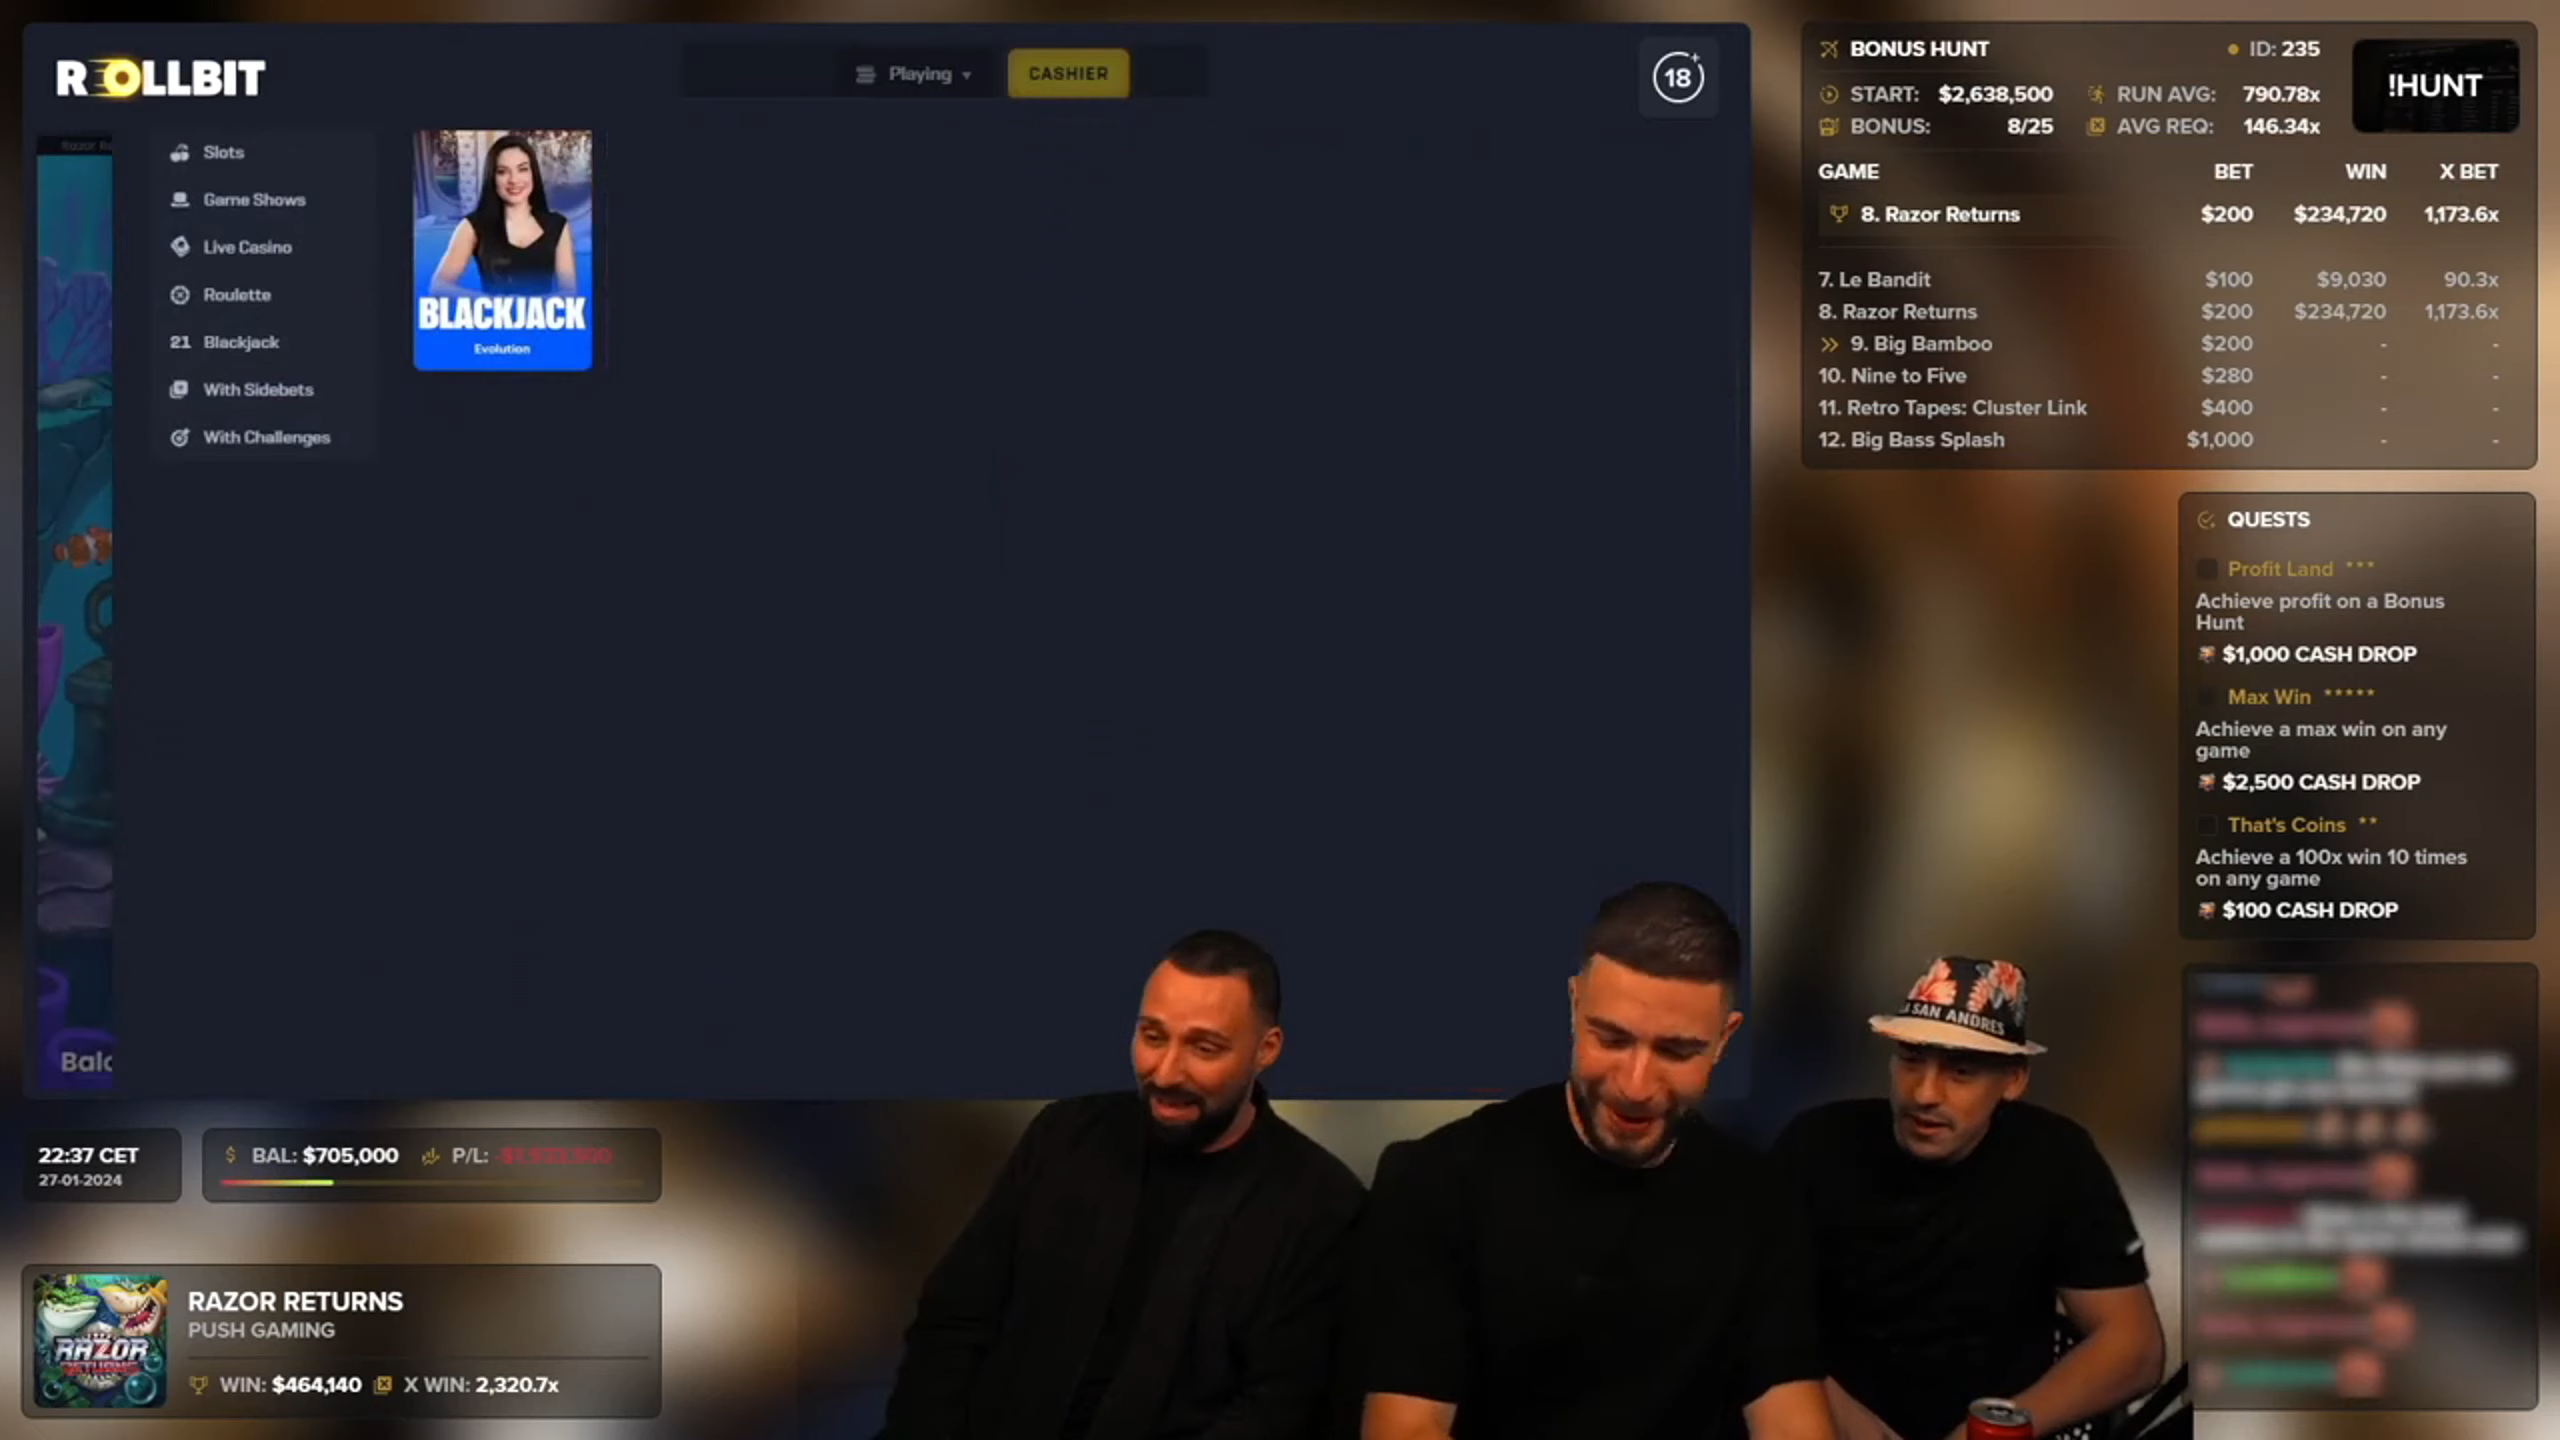 ROLLBIT
Playing
CASHIER
18+
Slots
Game Shows
Live Casino
Roulette
21 Blackjack
With Sidebets
With Challenges
BLACKJACK
Evolution
Razor Re
Balc
BONUS HUNT
ID: 235
START: $2,638,500
RUN AVG: 790.78x
BONUS: 8/25
AVG REQ: 146.34x
!HUNT
GAME BET WIN X BET
8. Razor Returns $200 $234,720 1,173.6x
7. Le Bandit $100 $9,030 90.3x
8. Razor Returns $200 $234,720 1,173.6x
9. Big Bamboo $200 - -
10. Nine to Five $280 - -
11. Retro Tapes: Cluster Link $400 - -
12. Big Bass Splash $1,000 - -
QUESTS
Profit Land ***
Achieve profit on a Bonus
Hunt
$1,000 CASH DROP
Max Win *****
Achieve a max win on any
game
$2,500 CASH DROP
That's Coins **
Achieve a 100x win 10 times
on any game
$100 CASH DROP
SAN ANDRES
22:37 CET
27-01-2024
BAL: $705,000
P/L:
RAZOR RETURNS
PUSH GAMING
WIN: $464,140
X WIN: 2,320.7x
RAZOR
RETURNS